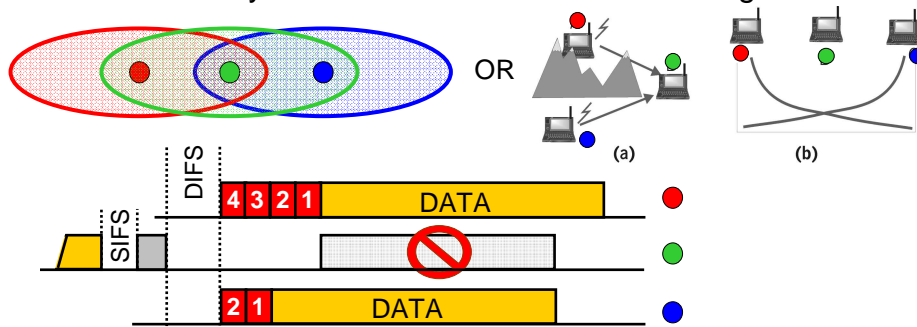 OR
(a)
(b)
DIFS
SIFS
4 3 2 1 DATA
2 1 DATA